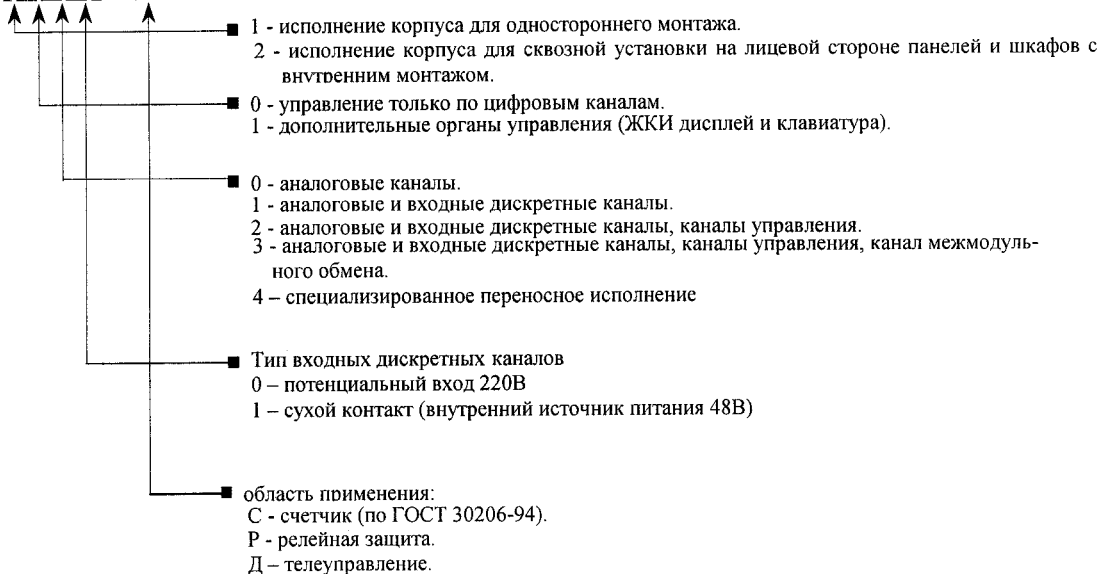 1 - исполнение корпуса для одностороннего монтажа.
2 - исполнение корпуса для сквозной установки на лицевой стороне панелей и шкафов с
внутренним монтажом.
0 - управление только по цифровым каналам.
1 - дополнительные органы управления (ЖКИ дисплей и клавиатура).
0 - аналоговые каналы.
1 - аналоговые и входные дискретные каналы.
2 - аналоговые и входные дискретные каналы, каналы управления.
3 - аналоговые и входные дискретные каналы, каналы управления, канал межмодуль-
ного обмена.
4 – специализированное переносное исполнение
Тип входных дискретных каналов
0 – потенциальный вход 220В
1 – сухой контакт (внутренний источник питания 48В)
область применения:
С - счетчик (по ГОСТ 30206-94).
Р - релейная защита.
Д – телеуправление.